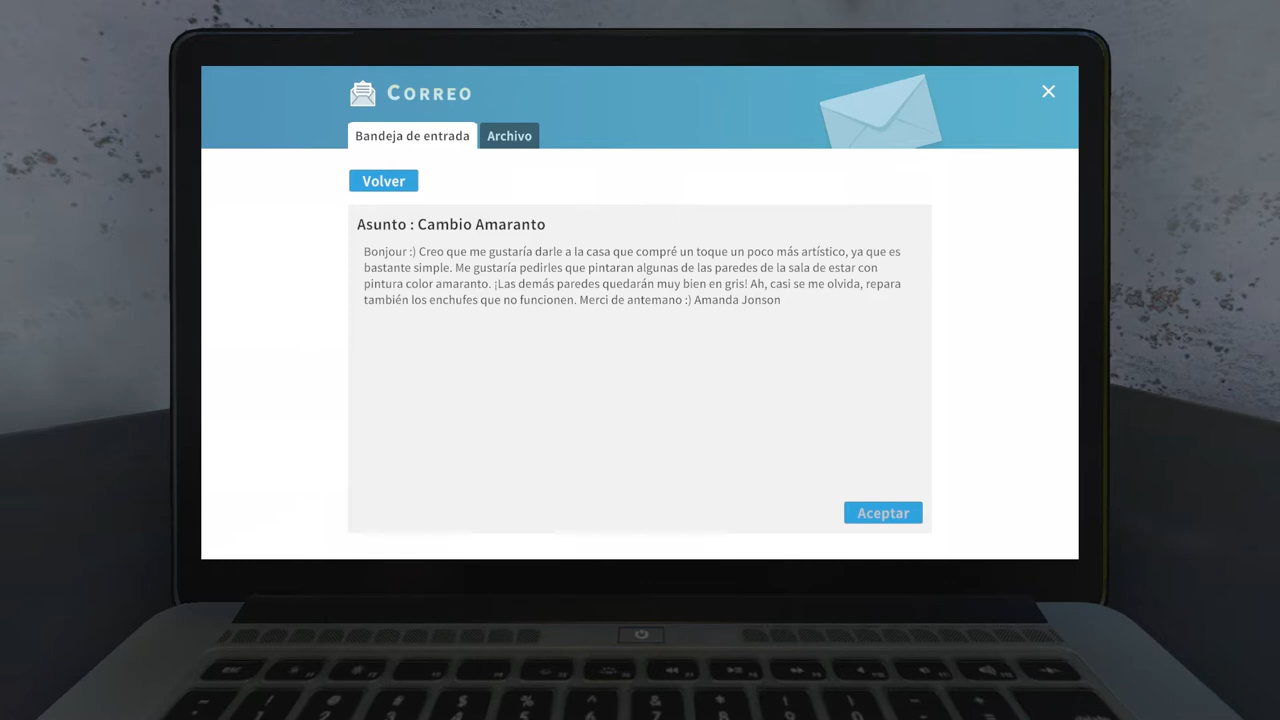 CORREO
Bandeja de entrada
Archivo
Volver
Asunto : Cambio Amaranto
Bonjour :) Creo que me gustaría darle a la casa que compré un toque un poco más artístico, ya que es
bastante simple. Me gustaría pedirles que pintaran algunas de las paredes de la sala de estar con
pintura color amaranto. ¡Las demás paredes quedarán muy bien en gris! Ah, casi se me olvida, repara
también los enchufes que no funcionen. Merci de antemano :) Amanda Jonson
Aceptar